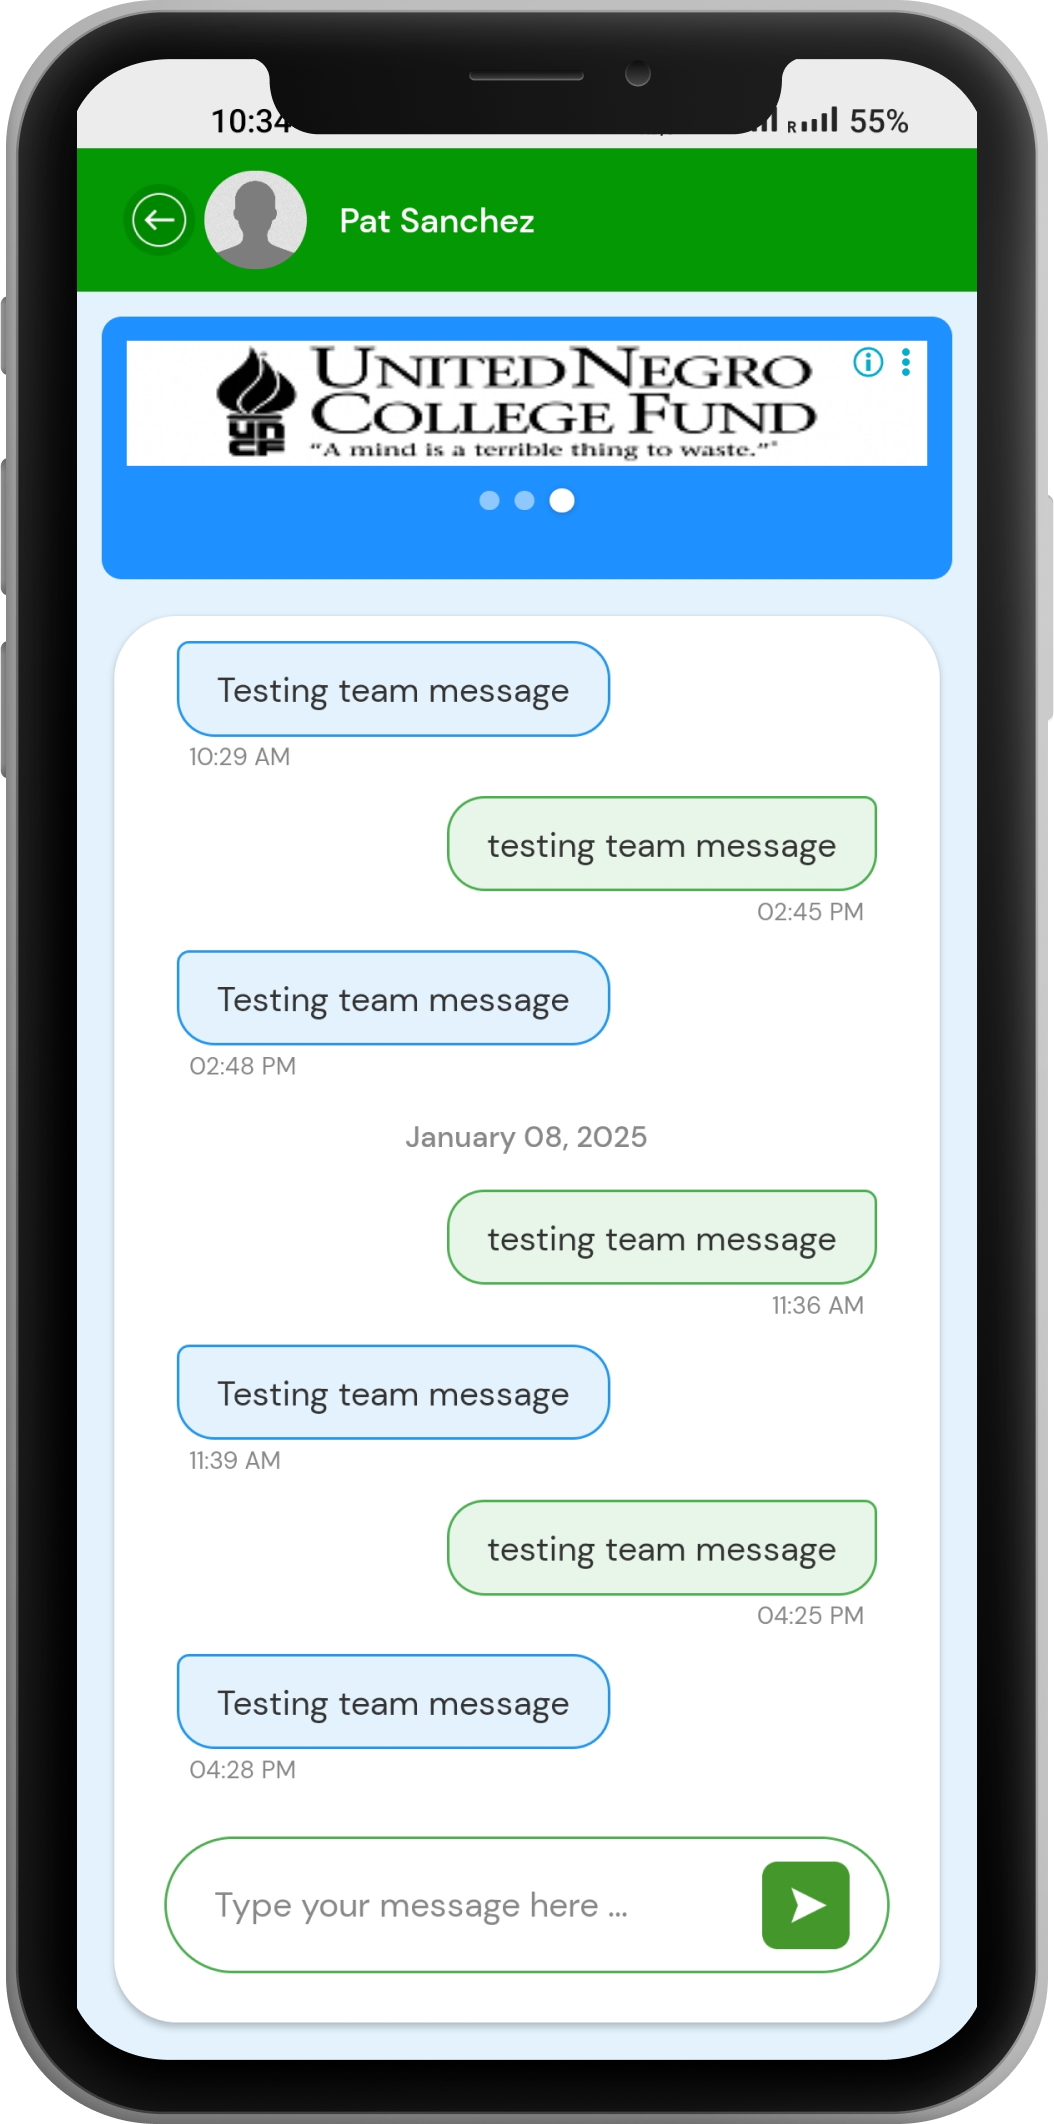 10:34
R 55%
Pat Sanchez
UNITED NEGRO
COLLEGE FUND
UNCF
"A mind is a terrible thing to waste."®
Testing team message
10:29 AM
testing team message
02:45 PM
Testing team message
02:48 PM
January 08, 2025
testing team message
11:36 AM
Testing team message
11:39 AM
testing team message
04:25 PM
Testing team message
04:28 PM
Type your message here ...